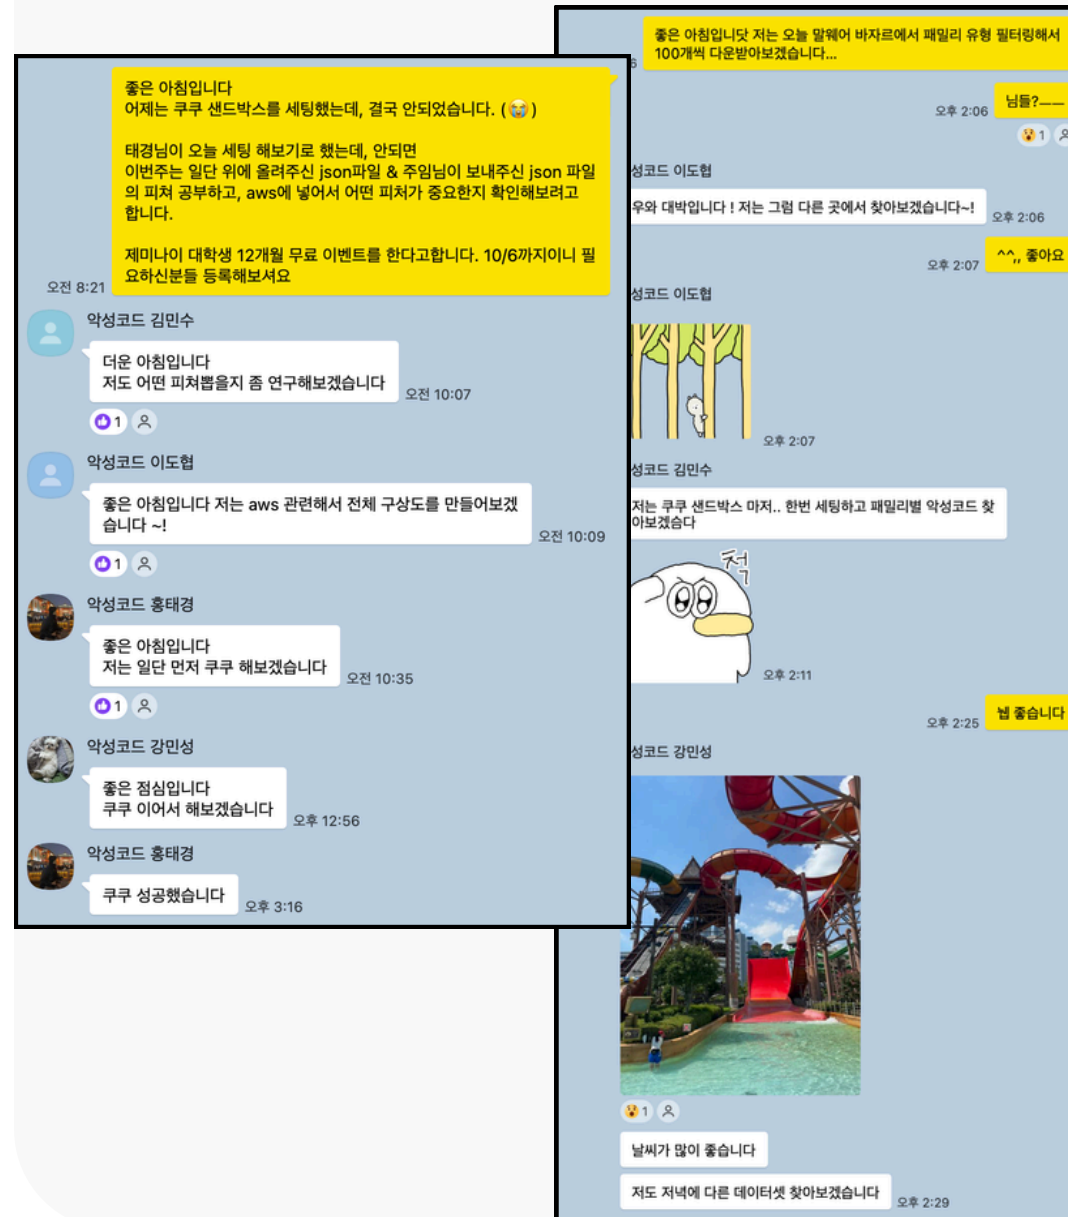 좋은 아침입니다
어제는 쿠쿠 샌드박스를 세팅했는데, 결국 안되었습니다. ( 😭 )
태경님이 오늘 세팅 해보기로 했는데, 안되면
이번주는 일단 위에 올려주신 json파일 & 주임님이 보내주신 json 파일
의 피쳐 공부하고, aws에 넣어서 어떤 피처가 중요한지 확인해보려고
합니다.
제미나이 대학생 12개월 무료 이벤트를 한다고합니다. 10/6까지이니 필
요하신분들 등록해보셔요
오전 8:21
악성코드 김민수
더운 아침입니다
저도 어떤 피쳐뽑을지 좀 연구해보겠습니다
오전 10:07
1
악성코드 이도협
좋은 아침입니다 저는 aws 관련해서 전체 구상도를 만들어보겠
습니다 ~!
오전 10:09
1
악성코드 홍태경
좋은 아침입니다
저는 일단 먼저 쿠쿠 해보겠습니다
오전 10:35
1
악성코드 강민성
좋은 점심입니다
쿠쿠 이어서 해보겠습니다
오후 12:56
악성코드 홍태경
쿠쿠 성공했습니다
오후 3:16
좋은 아침입니닷 저는 오늘 말웨어 바자르에서 패밀리 유형 필터링해서
100개씩 다운받아보겠습니다...
6
님들?ㅡㅡ
오후 2:06
1
성코드 이도협
우와 대박입니다 ! 저는 그럼 다른 곳에서 찾아보겠습니다~!
오후 2:06
^^,, 좋아요
오후 2:07
성코드 이도협
오후 2:07
성코드 김민수
저는 쿠쿠 샌드박스 마저.. 한번 세팅하고 패밀리별 악성코드 찾
아보겠슴다
척
오후 2:11
넵 좋습니다
오후 2:25
성코드 강민성
1
날씨가 많이 좋습니다
저도 저녁에 다른 데이터셋 찾아보겠습니다
오후 2:29